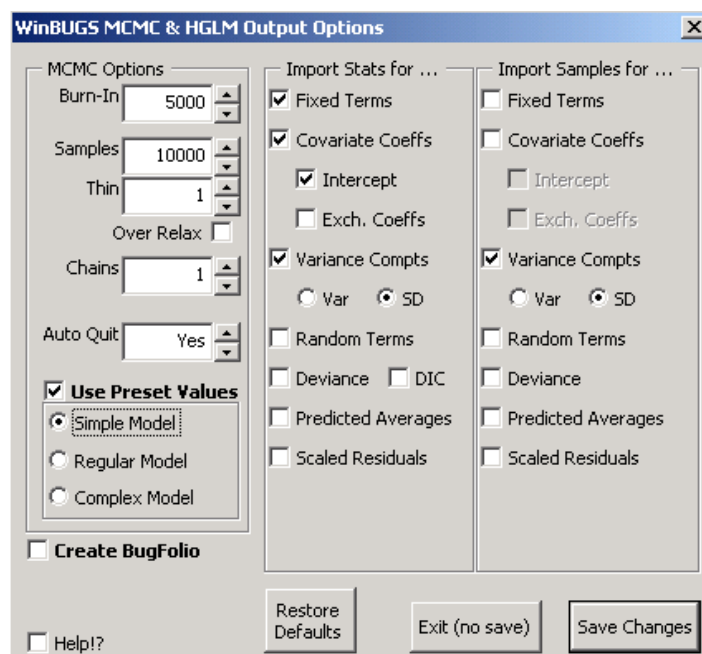 WinBUGS MCMC & HGLM Output Options
MCMC Options
Burn-In 5000
Samples 10000
Thin 1
Over Relax
Chains 1
Auto Quit Yes
Use Preset Values
Simple Model
Regular Model
Complex Model
Create BugFolio
Help!?
Import Stats for ...
Fixed Terms
Covariate Coeffs
Intercept
Exch. Coeffs
Variance Compts
Var SD
Random Terms
Deviance DIC
Predicted Averages
Scaled Residuals
Import Samples for ...
Fixed Terms
Covariate Coeffs
Intercept
Exch. Coeffs
Variance Compts
Var SD
Random Terms
Deviance
Predicted Averages
Scaled Residuals
Restore
Defaults
Exit (no save)
Save Changes